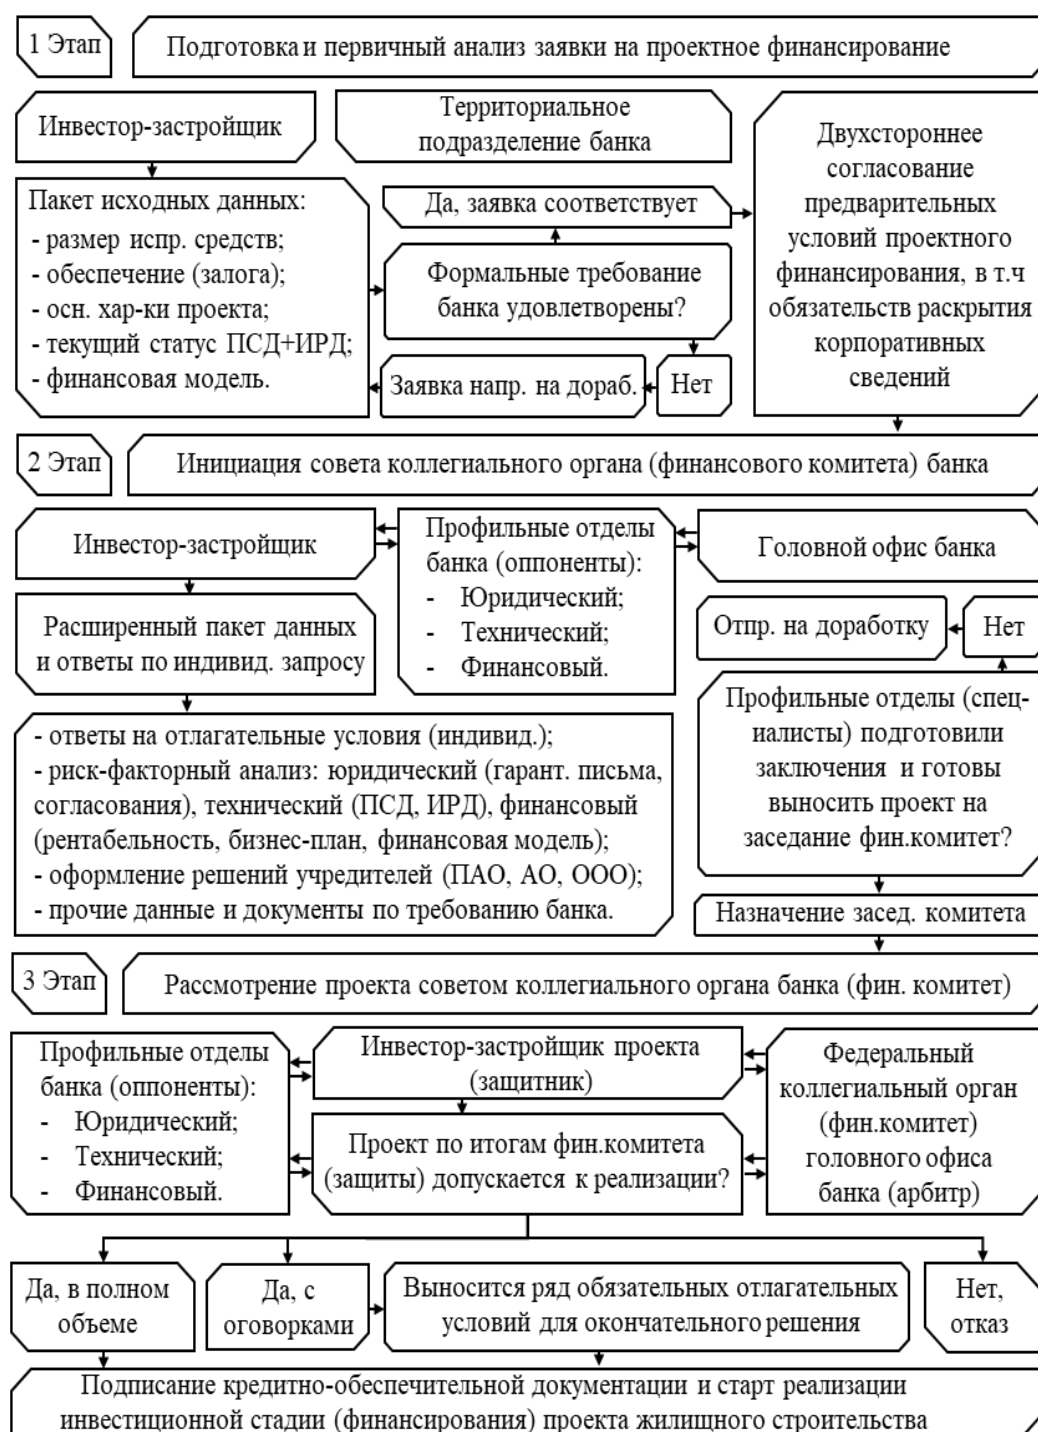 1 Этап
Подготовка и первичный анализ заявки на проектное финансирование
Инвестор-застройщик
Территориальное
подразделение банка
Двухстороннее
согласование
предварительных
условий проектного
финансирования, в т.ч
обязательств раскрытия
корпоративных
сведений
Пакет исходных данных:
- размер испр. средств;
- обеспечение (залога);
- осн. хар-ки проекта;
- текущий статус ПСД+ИРД;
- финансовая модель.
Да, заявка соответствует
Формальные требование
банка удовлетворены?
Заявка напр. на дораб.
Нет
2 Этап
Инициация совета коллегиального органа (финансового комитета) банка
Инвестор-застройщик
Профильные отделы
банка (оппоненты):
- Юридический;
- Технический;
- Финансовый.
Головной офис банка
Расширенный пакет данных
и ответы по индивид. запросу
Отпр. на доработку
Нет
Профильные отделы (спец-
иалисты) подготовили
заключения и готовы
выносить проект на
заседание фин.комитет?
- ответы на отлагательные условия (индивид.);
- риск-факторный анализ: юридический (гарант. письма,
согласования), технический (ПСД, ИРД), финансовый
(рентабельность, бизнес-план, финансовая модель);
- оформление решений учредителей (ПАО, АО, ООО);
- прочие данные и документы по требованию банка.
Назначение засед. комитета
3 Этап
Рассмотрение проекта советом коллегиального органа банка (фин. комитет)
Профильные отделы
банка (оппоненты):
- Юридический;
- Технический;
- Финансовый.
Инвестор-застройщик проекта
(защитник)
Проект по итогам фин.комитета
(защиты) допускается к реализации?
Федеральный
коллегиальный орган
(фин.комитет)
головного офиса
банка (арбитр)
Да, в полном
объеме
Да, с
оговорками
Выносится ряд обязательных отлагательных
условий для окончательного решения
Нет,
отказ
Подписание кредитно-обеспечительной документации и старт реализации
инвестиционной стадии (финансирования) проекта жилищного строительства